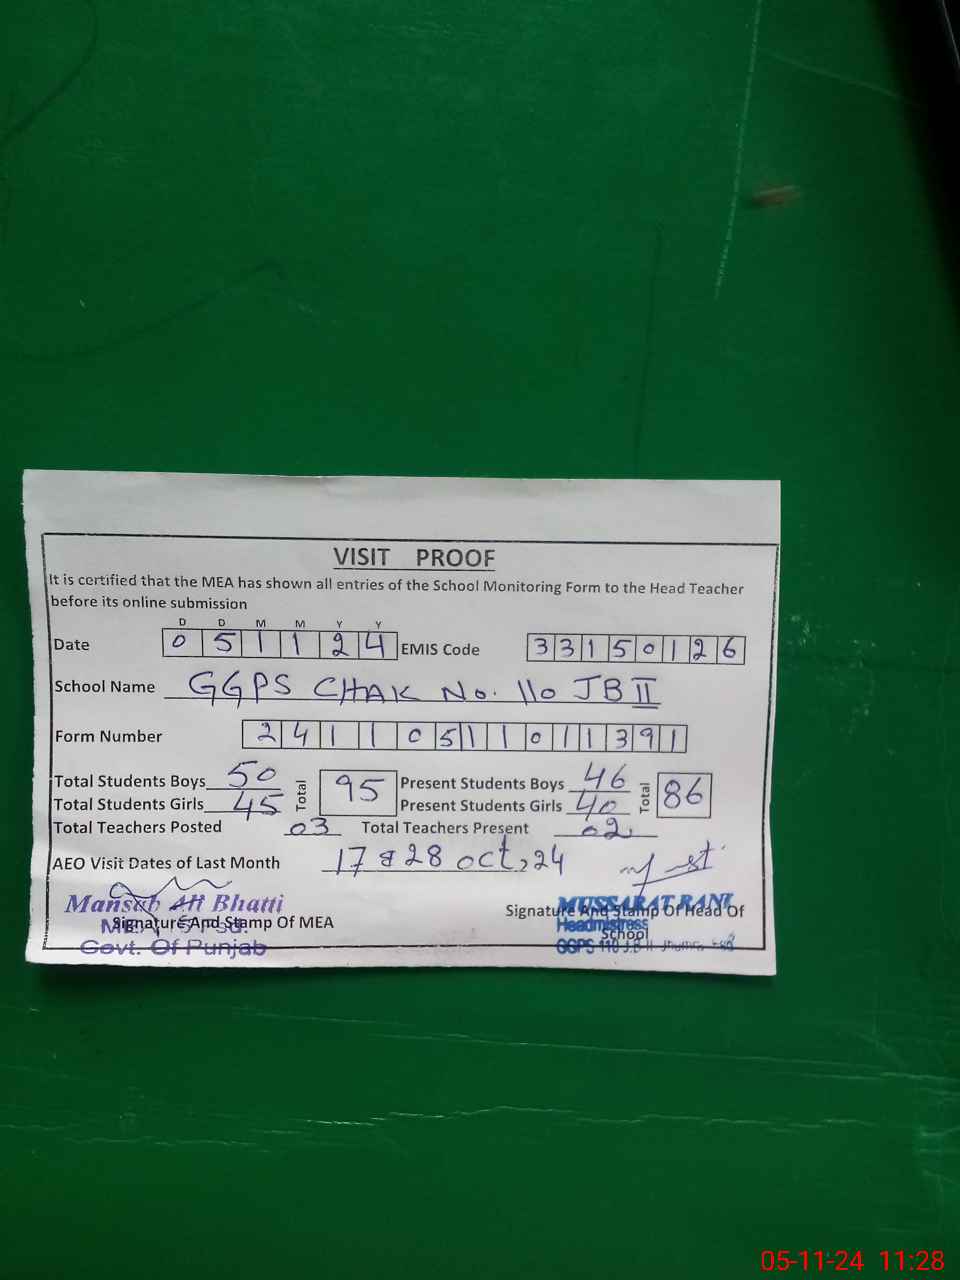 VISIT PROOF
It is certified that the MEA has shown all entries of the School Monitoring Form to the Head Teacher
before its online submission
D D M M Y Y
Date 0 5 1 1 2 4 EMIS Code 3 3 1 5 0 1 2 6
School Name GGPS CHAK No. 110 JB II
Form Number 2 4 1 1 0 5 1 1 0 1 1 3 9 1
Total Students Boys 50 Total 95 Present Students Boys 46 Total 86
Total Students Girls 45 Present Students Girls 40
Total Teachers Posted 03 Total Teachers Present 02
AEO Visit Dates of Last Month 17 & 28 oct, 24
Mansab Ali Bhatti
Signature And Stamp Of MEA
Govt. Of Punjab
MUSSARAT RANI
Signature And Stamp Of Head Of
Headmistress
School
GGPS 110 J.B II Jhumra
05-11-24 11:28